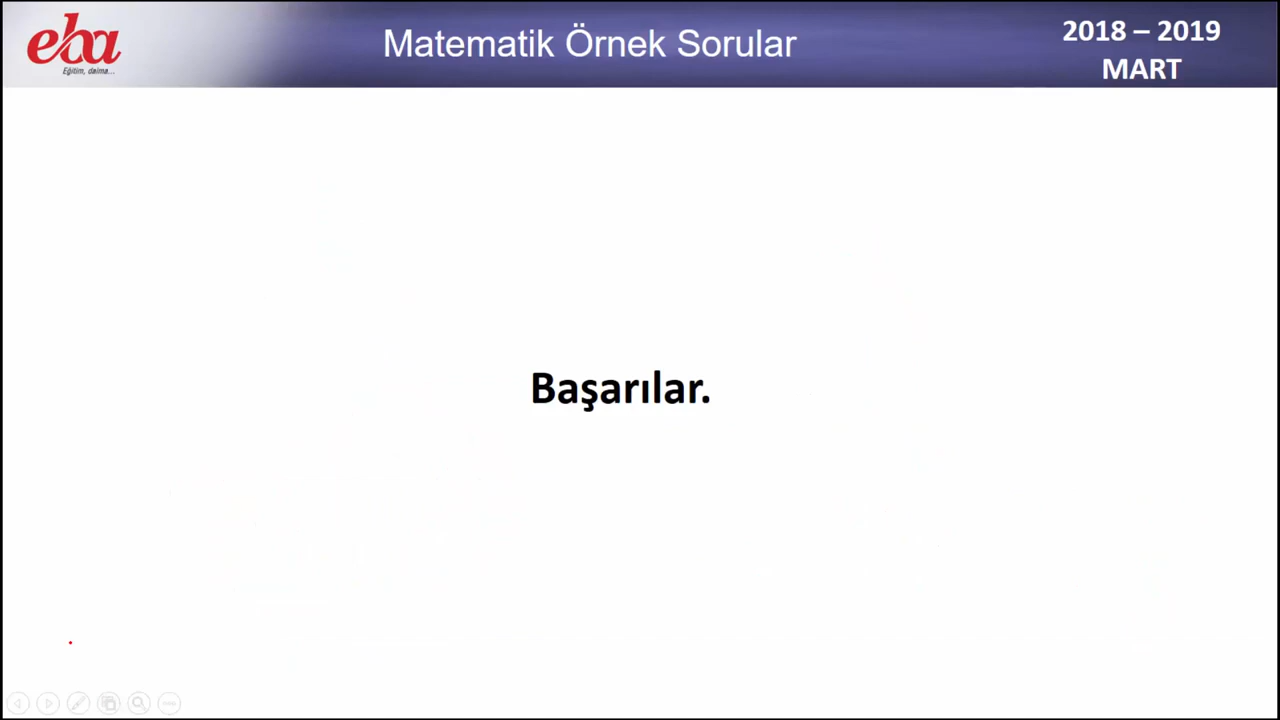 eba
Eğitim, daima...
Matematik Örnek Sorular
2018 – 2019
MART
Başarılar.